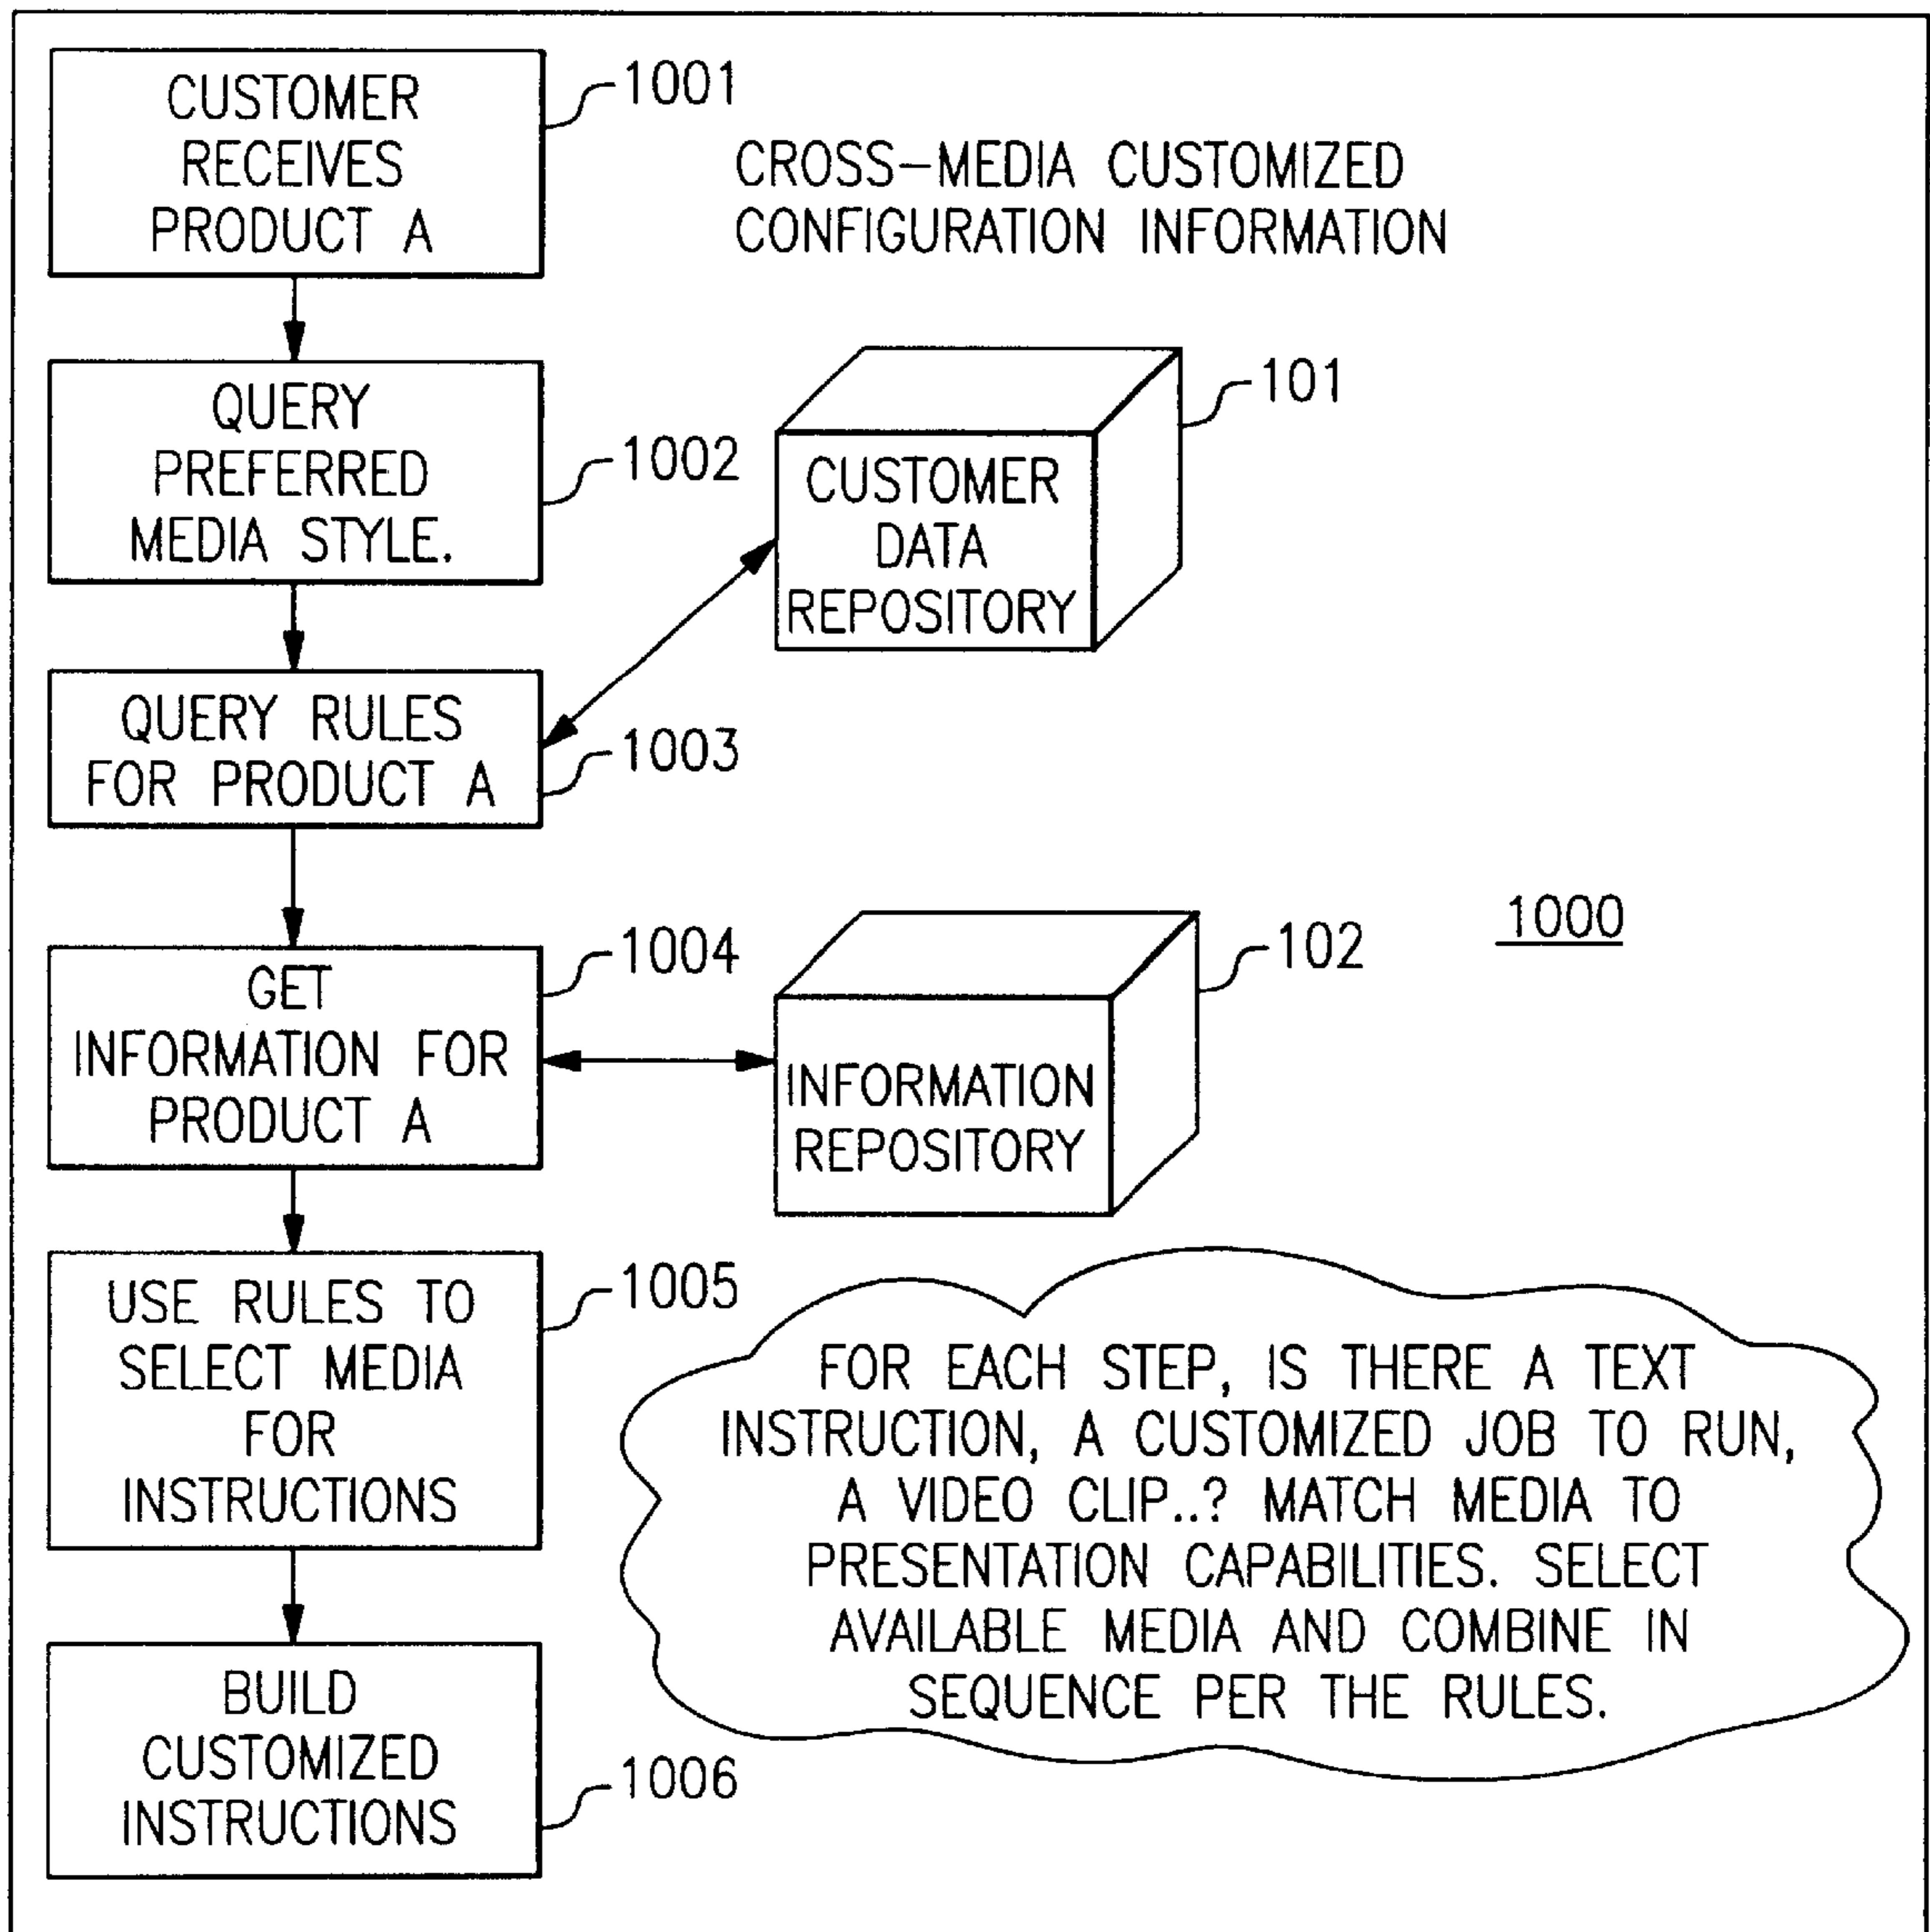 CUSTOMER
RECEIVES
PRODUCT A
1001
CROSS-MEDIA CUSTOMIZED
CONFIGURATION INFORMATION
QUERY
PREFERRED
MEDIA STYLE.
1002
CUSTOMER
DATA
REPOSITORY
101
QUERY RULES
FOR PRODUCT A
1003
GET
INFORMATION FOR
PRODUCT A
1004
INFORMATION
REPOSITORY
102
1000
USE RULES TO
SELECT MEDIA
FOR
INSTRUCTIONS
1005
FOR EACH STEP, IS THERE A TEXT
INSTRUCTION, A CUSTOMIZED JOB TO RUN,
A VIDEO CLIP..? MATCH MEDIA TO
PRESENTATION CAPABILITIES. SELECT
AVAILABLE MEDIA AND COMBINE IN
SEQUENCE PER THE RULES.
BUILD
CUSTOMIZED
INSTRUCTIONS
1006